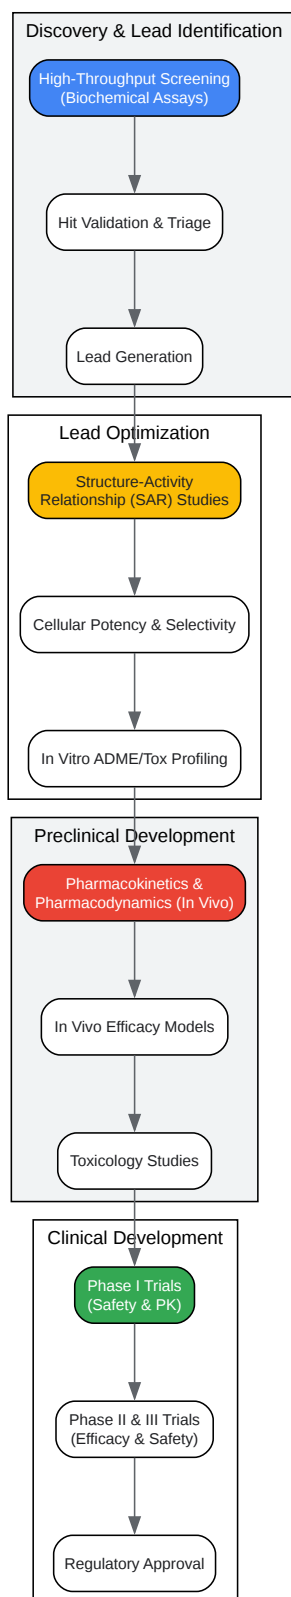 Discovery & Lead Identification
High-Throughput Screening
(Biochemical Assays)
Hit Validation & Triage
Lead Generation
Lead Optimization
Structure-Activity
Relationship (SAR) Studies
Cellular Potency & Selectivity
In Vitro ADME/Tox Profiling
Preclinical Development
Pharmacokinetics &
Pharmacodynamics (In Vivo)
In Vivo Efficacy Models
Toxicology Studies
Clinical Development
Phase I Trials
(Safety & PK)
Phase II & III Trials
(Efficacy & Safety)
Regulatory Approval